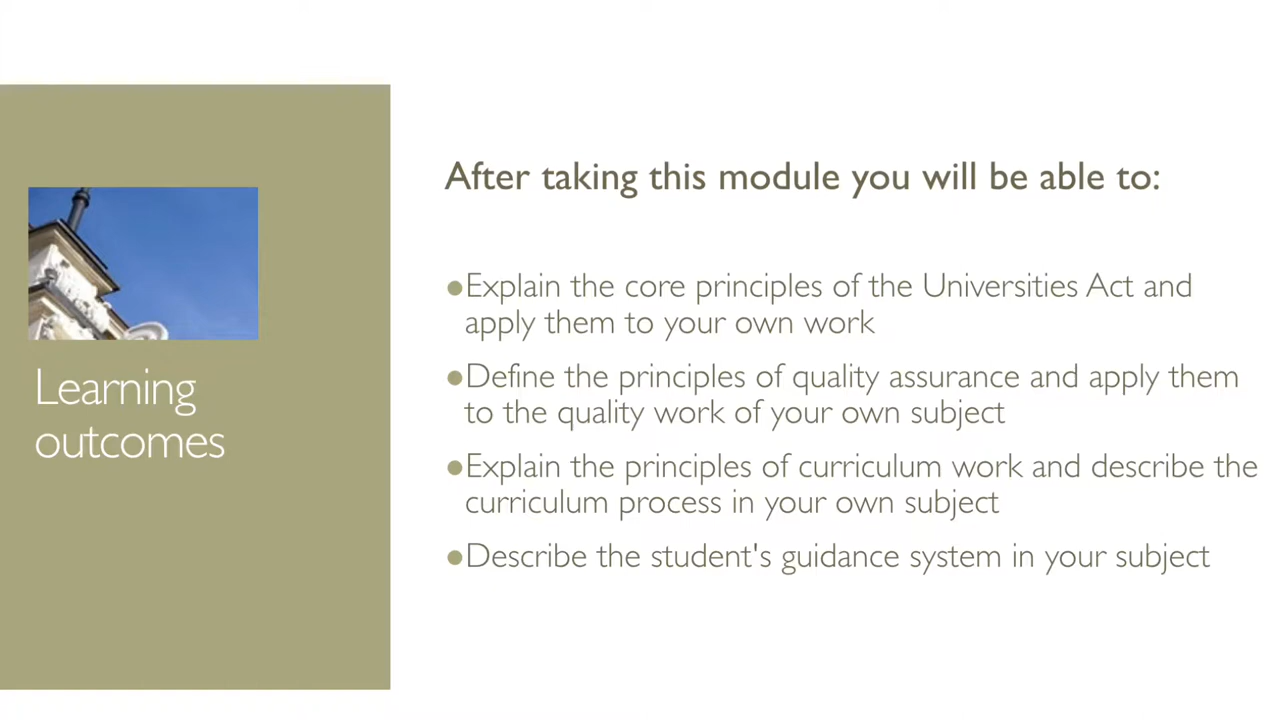 Learning
outcomes
After taking this module you will be able to:
●Explain the core principles of the Universities Act and
apply them to your own work
●Define the principles of quality assurance and apply them
to the quality work of your own subject
●Explain the principles of curriculum work and describe the
curriculum process in your own subject
●Describe the student's guidance system in your subject